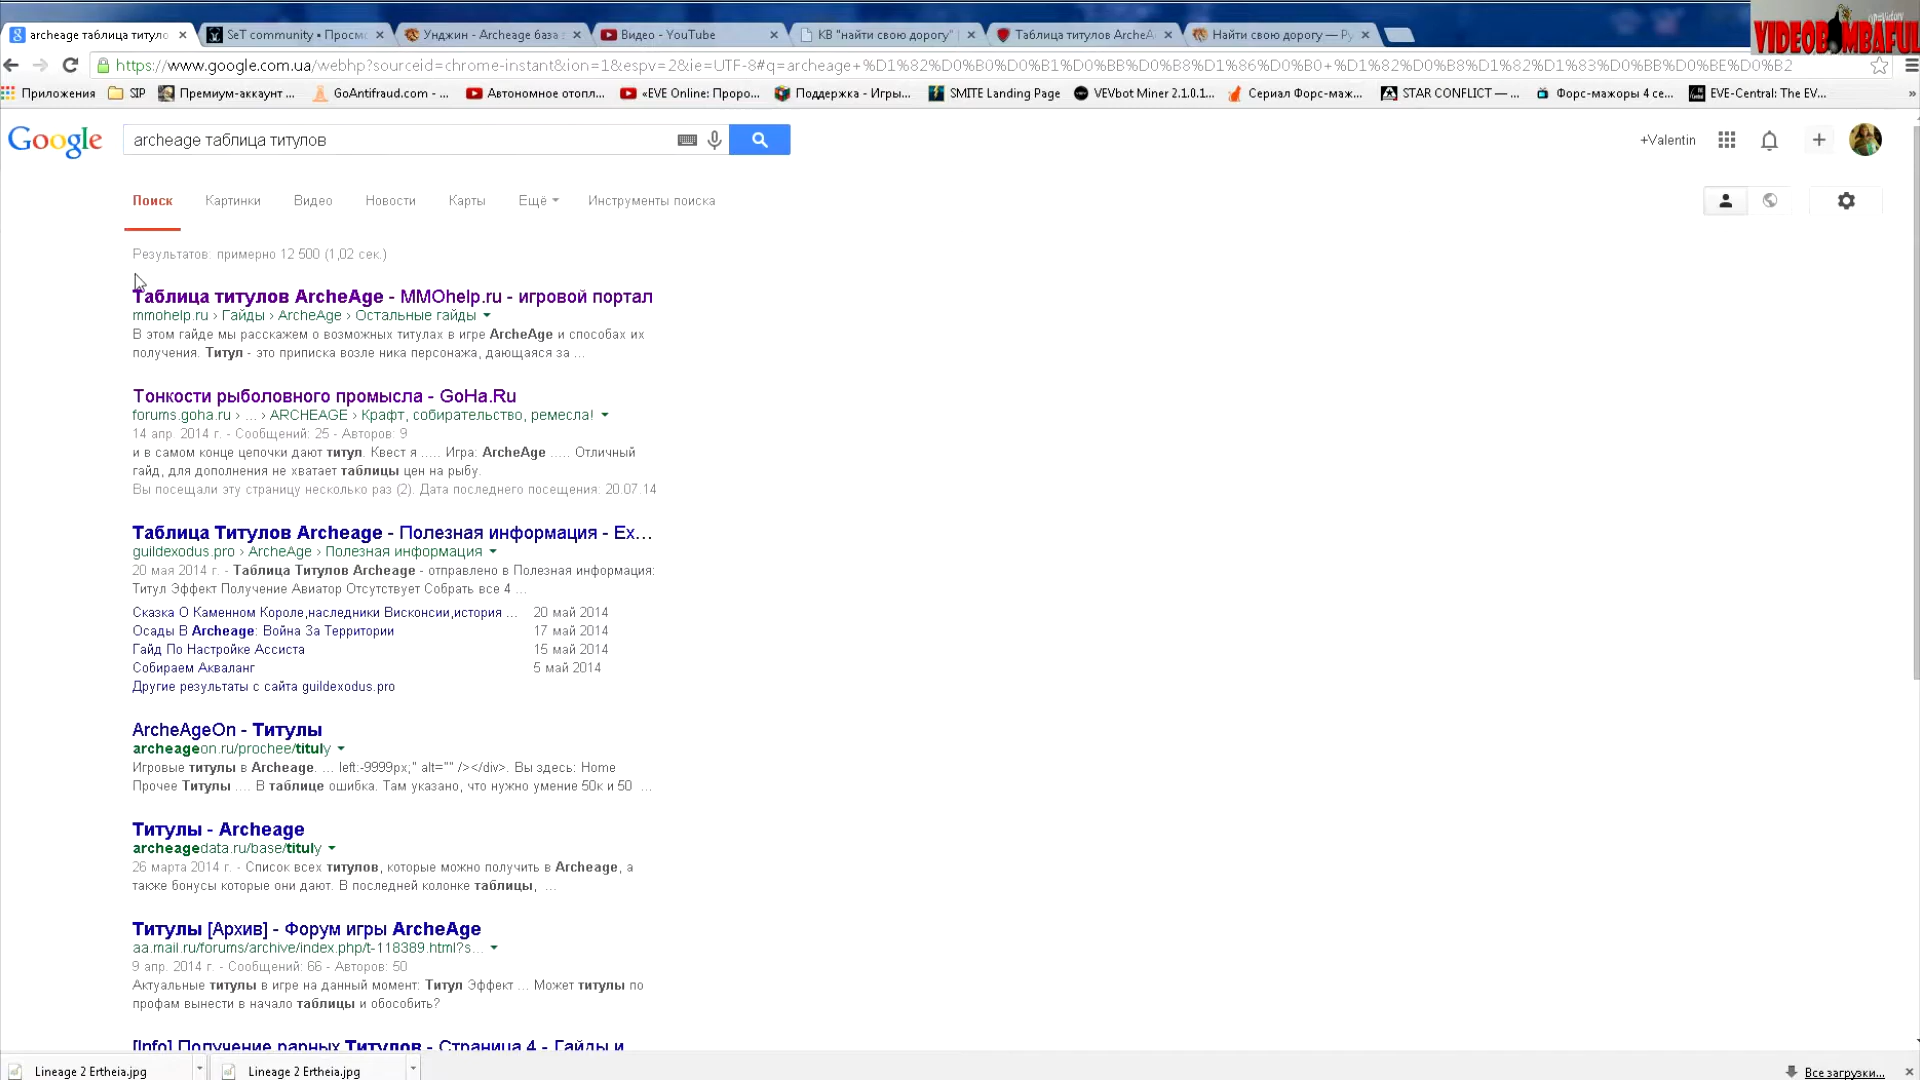 archeage таблица титуло
SeT community • Просмо
Унджин - Archeage база з
Видео - YouTube
КВ "найти свою дорогу"
Таблица титулов ArcheA
Найти свою дорогу — Ру
VIDEOBOMBAFUL
https://www.google.com.ua/webhp?sourceid=chrome-instant&ion=1&espv=2&ie=UTF-8#q=archeage+%D1%82%D0%B0%D0%B1%D0%BB%D0%B8%D1%86%D0%B0+%D1%82%D0%B8%D1%82%D1%83%D0%BB%D0%BE%D0%B2
Приложения SIP Премиум-аккаунт ... GoAntifraud.com - ... Автономное отопл... «EVE Online: Проро... Поддержка - Игры... SMITE Landing Page VEVbot Miner 2.1.0.1... Сериал Форс-маж... STAR CONFLICT — ... Форс-мажоры 4 се... EVE-Central: The EV... »
Google
archeage таблица титулов
+Valentin
Поиск Картинки Видео Новости Карты Ещё Инструменты поиска
Результатов: примерно 12 500 (1,02 сек.)
Таблица титулов ArcheAge - MMOhelp.ru - игровой портал
mmohelp.ru › Гайды › ArcheAge › Остальные гайды
В этом гайде мы расскажем о возможных титулах в игре ArcheAge и способах их
получения. Титул - это приписка возле ника персонажа, дающаяся за ...
Тонкости рыболовного промысла - GoHa.Ru
forums.goha.ru › ... › ARCHEAGE › Крафт, собирательство, ремесла!
14 апр. 2014 г. - Сообщений: 25 - Авторов: 9
и в самом конце цепочки дают титул. Квест я ..... Игра: ArcheAge ..... Отличный
гайд, для дополнения не хватает таблицы цен на рыбу.
Вы посещали эту страницу несколько раз (2). Дата последнего посещения: 20.07.14
Таблица Титулов Archeage - Полезная информация - Ex...
guildexodus.pro › ArcheAge › Полезная информация
20 мая 2014 г. - Таблица Титулов Archeage - отправлено в Полезная информация:
Титул Эффект Получение Авиатор Отсутствует Собрать все 4 ...
Сказка О Каменном Короле,наследники Висконсии,история ... 20 май 2014
Осады В Archeage: Война За Территории 17 май 2014
Гайд По Настройке Ассиста 15 май 2014
Собираем Акваланг 5 май 2014
Другие результаты с сайта guildexodus.pro
ArcheAgeOn - Титулы
archeageon.ru/prochee/tituly
Игровые титулы в Archeage. ... left:-9999px;" alt="" /></div>. Вы здесь: Home
Прочее Титулы .... В таблице ошибка. Там указано, что нужно умение 50к и 50 ...
Титулы - Archeage
archeagedata.ru/base/tituly
26 марта 2014 г. - Список всех титулов, которые можно получить в Archeage, а
также бонусы которые они дают. В последней колонке таблицы, ...
Титулы [Архив] - Форум игры ArcheAge
aa.mail.ru/forums/archive/index.php/t-118389.html?s...
9 апр. 2014 г. - Сообщений: 66 - Авторов: 50
Актуальные титулы в игре на данный момент: Титул Эффект ... Может титулы по
профам вынести в начало таблицы и обособить?
[Info] Получение парных Титулов - Страница 4 - Гайды и
Lineage 2 Ertheia.jpg
Lineage 2 Ertheia.jpg
Все загрузки...